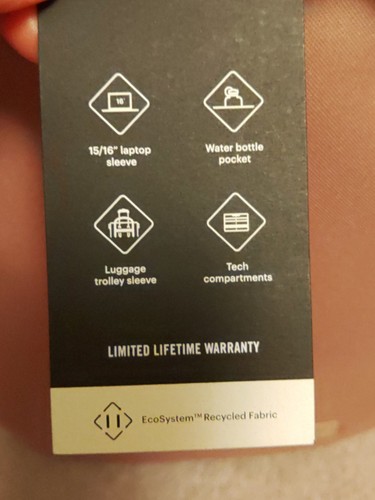 16"
15/16" laptop
sleeve
Water bottle
pocket
Luggage
trolley sleeve
Tech
compartments
LIMITED LIFETIME WARRANTY
EcoSystem™ Recycled Fabric